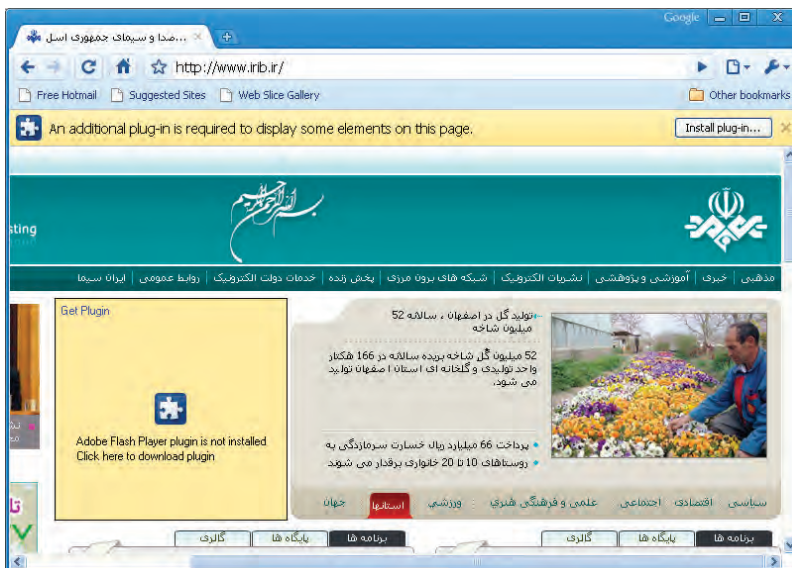 Google
صدا و سیمای جمهوری اسل...
http://www.irib.ir/
Free Hotmail Suggested Sites Web Slice Gallery Other bookmarks
An additional plug-in is required to display some elements on this page. Install plug-in...
sting
بسم الله الرحمن الرحیم
مذهبی | خبری | آموزشی و پژوهشی | نشریات الکترونیک | شبکه های برون مرزی | پخش زنده | خدمات دولت الکترونیک | روابط عمومی | ایران سیما
Get Plugin
Adobe Flash Player plugin is not installed
Click here to download plugin
تولید گل در اصفهان ، سالانه 52
میلیون شاخه
52 میلیون گل شاخه بریده سالانه در 166 هکتار
واحد تولیدی و گلخانه ای استان اصفهان تولید
می شود.
پرداخت 66 میلیارد ریال خسارت سرمازدگی به
روستاهای 10 تا 20 خانواری برقدار می شوند
سیاسی اقتصادی اجتماعی علمی و فرهنگی هنری ورزشی استانها جهان
برنامه ها پایگاه ها گالری برنامه ها پایگاه ها گالری